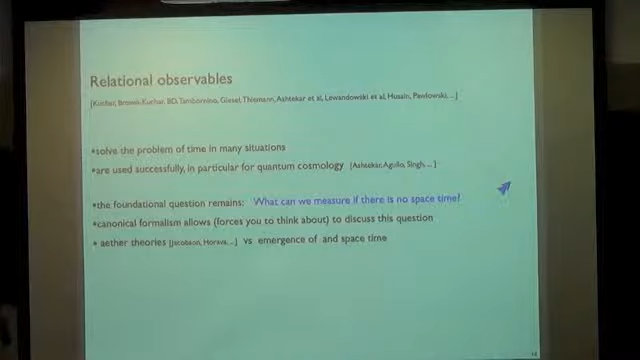 Relational observables
[Kuchar, Brown-Kuchar, BD, Tambornino, Giesel, Thiemann, Ashtekar et al, Lewandowski et al, Husain, Pawlowski, ...]
•solve the problem of time in many situations
•are used successfully, in particular for quantum cosmology [Ashtekar, Agullo, Singh, ... ]
•the foundational question remains: What can we measure if there is no space time?
•canonical formalism allows (forces you to think about) to discuss this question
• aether theories [Jacobson, Horava, ...] vs emergence of and space time